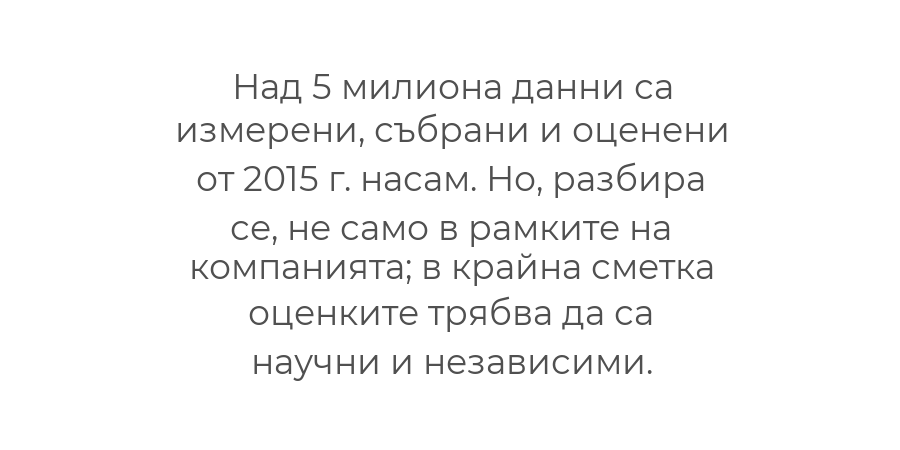 Над 5 милиона данни са
измерени, събрани и оценени
от 2015 г. насам. Но, разбира
се, не само в рамките на
компанията; в крайна сметка
оценките трябва да са
научни и независими.